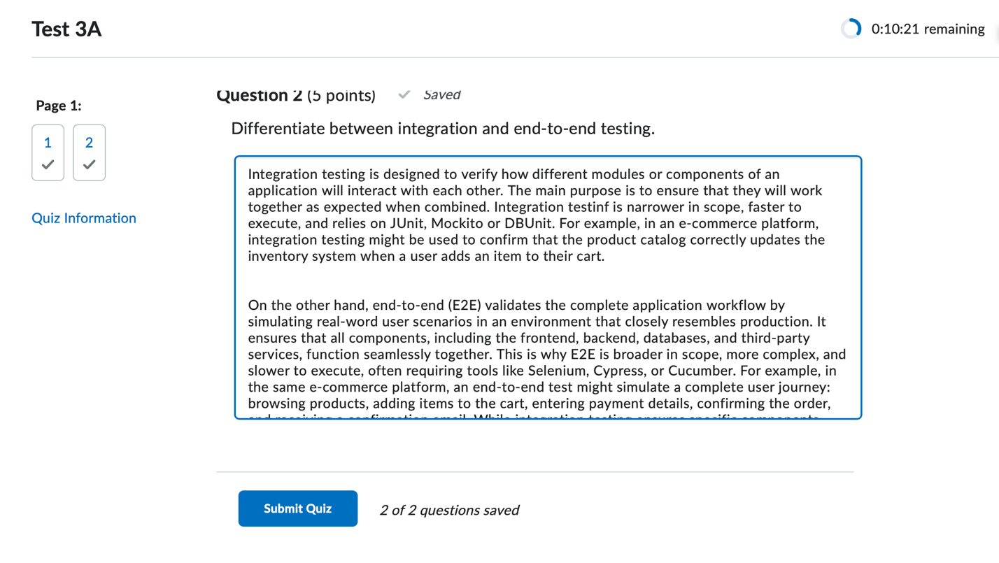 Test 3A
0:10:21 remaining
Page 1:
1
2
Quiz Information
Question 2 (5 points)
Saved
Differentiate between integration and end-to-end testing.
Integration testing is designed to verify how different modules or components of an
application will interact with each other. The main purpose is to ensure that they will work
together as expected when combined. Integration testinf is narrower in scope, faster to
execute, and relies on JUnit, Mockito or DBUnit. For example, in an e-commerce platform,
integration testing might be used to confirm that the product catalog correctly updates the
inventory system when a user adds an item to their cart.
On the other hand, end-to-end (E2E) validates the complete application workflow by
simulating real-word user scenarios in an environment that closely resembles production. It
ensures that all components, including the frontend, backend, databases, and third-party
services, function seamlessly together. This is why E2E is broader in scope, more complex, and
slower to execute, often requiring tools like Selenium, Cypress, or Cucumber. For example, in
the same e-commerce platform, an end-to-end test might simulate a complete user journey:
browsing products, adding items to the cart, entering payment details, confirming the order,
and receiving a confirmation email. While integration testing ensures specific components
Submit Quiz
2 of 2 questions saved